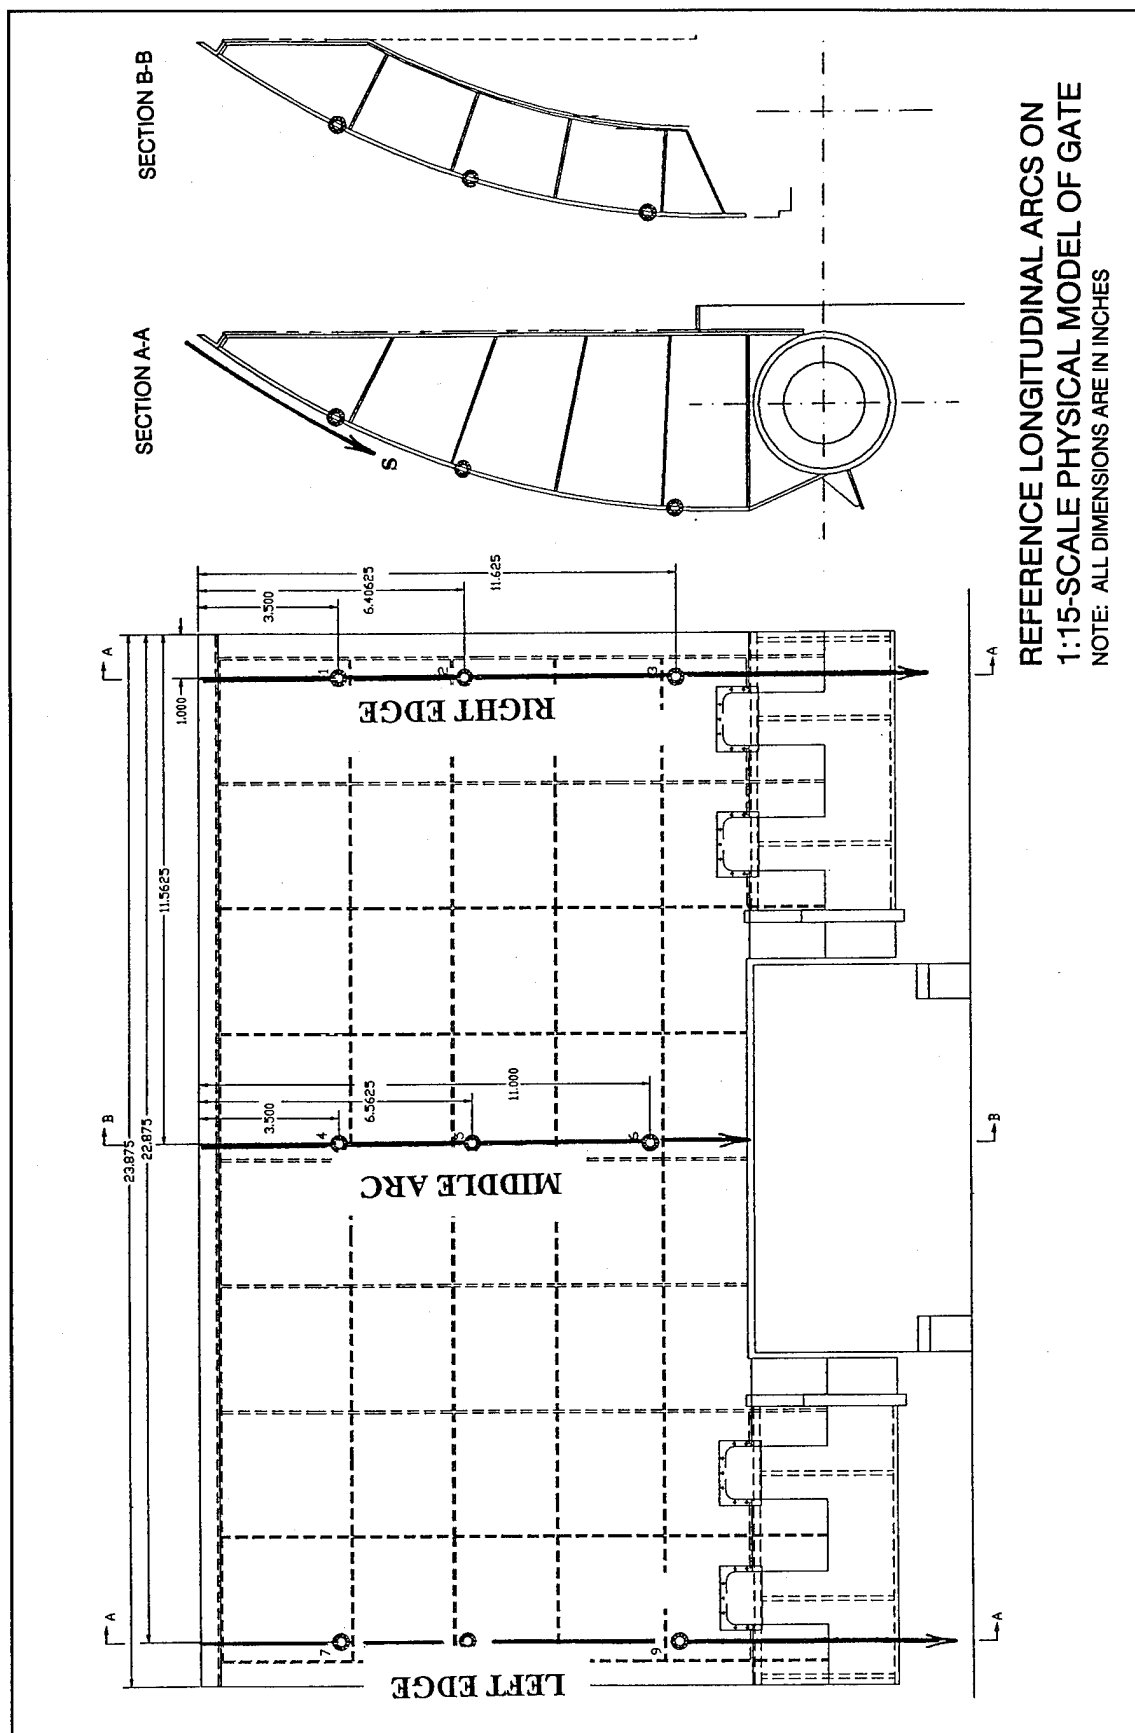 SECTION B-B
SECTION A-A
S
23.875
22.875
11.5625
1.000
3.500
6.40625
11.625
3.500
6.5625
11.000
A
A
B
B
A
A
1
2
3
4
5
7
9
RIGHT EDGE
MIDDLE ARC
LEFT EDGE
REFERENCE LONGITUDINAL ARCS ON
1:15-SCALE PHYSICAL MODEL OF GATE
NOTE: ALL DIMENSIONS ARE IN INCHES